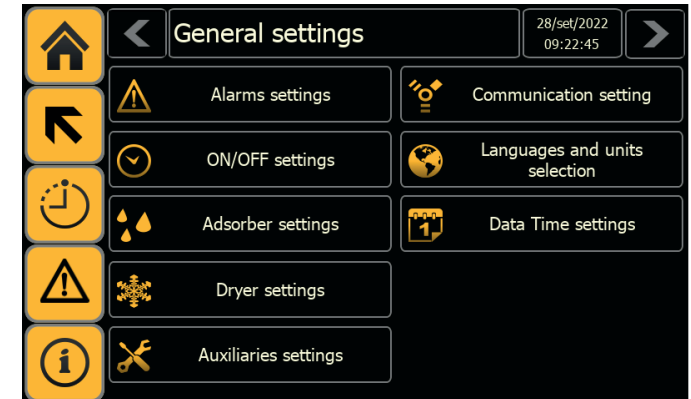 General settings
28/set/2022
09:22:45
Alarms settings
Communication setting
ON/OFF settings
Languages and units
selection
Adsorber settings
1
Data Time settings
Dryer settings
Auxiliaries settings
i